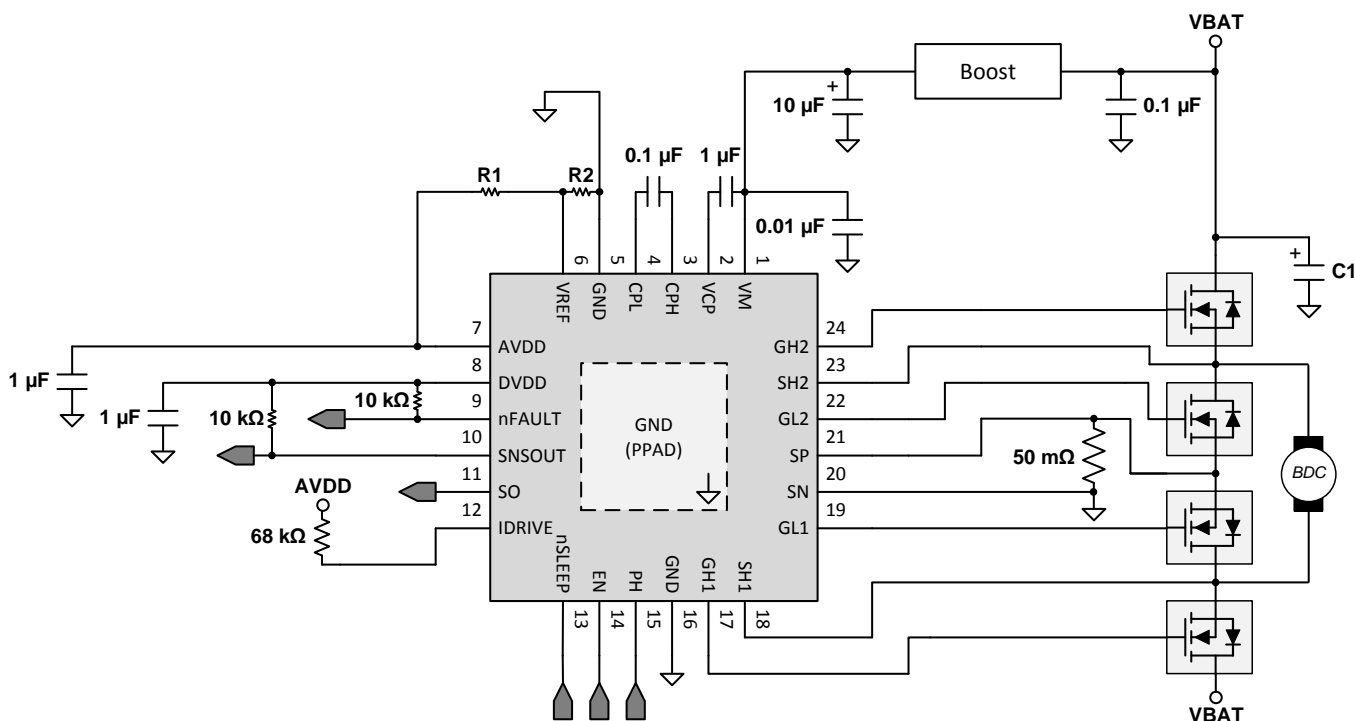 VBAT
Boost
10 µF
+
0.1 µF
R1
R2
0.1 µF
1 µF
0.01 µF
+
C1
6
5
4
3
2
1
VREF
GND
CPL
CPH
VCP
VM
7
AVDD
8
DVDD
9
nFAULT
10
SNSOUT
11
SO
12
IDRIVE
1 µF
1 µF
10 kΩ
10 kΩ
AVDD
68 kΩ
GND
(PPAD)
24
GH2
23
SH2
22
GL2
21
SP
20
SN
19
GL1
50 mΩ
BDC
nSLEEP
EN
PH
GND
GH1
SH1
13
14
15
16
17
18
VBAT